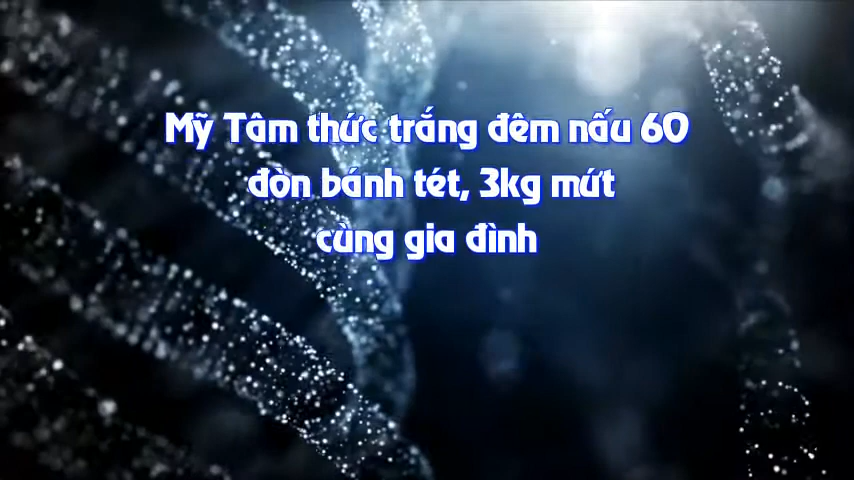 Mỹ Tâm thức trắng đêm nấu 60
đòn bánh tét, 3kg mứt
cùng gia đình